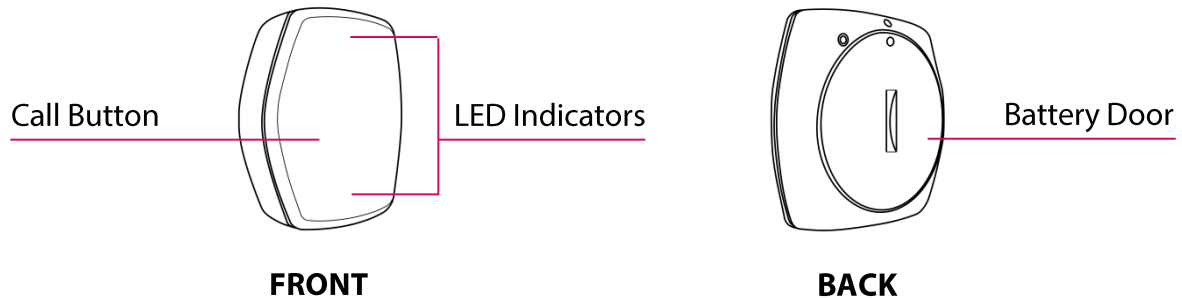 Call Button
LED Indicators
Battery Door
FRONT
BACK